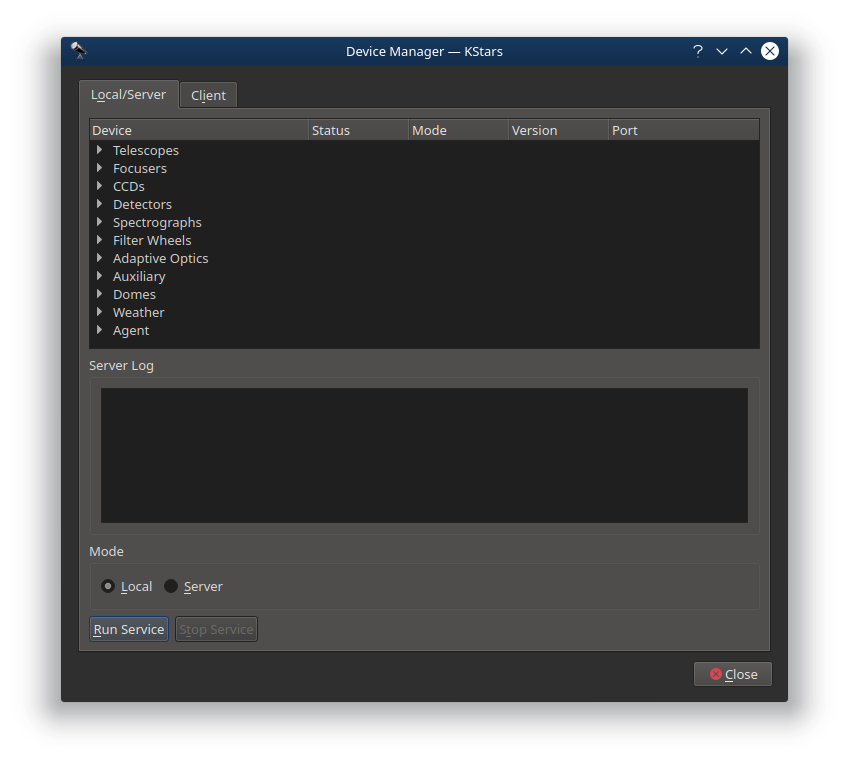 Device Manager — KStars
Local/Server Client
Device Status Mode Version Port
Telescopes
Focusers
CCDs
Detectors
Spectrographs
Filter Wheels
Adaptive Optics
Auxiliary
Domes
Weather
Agent
Server Log
Mode
Local Server
Run Service Stop Service
Close